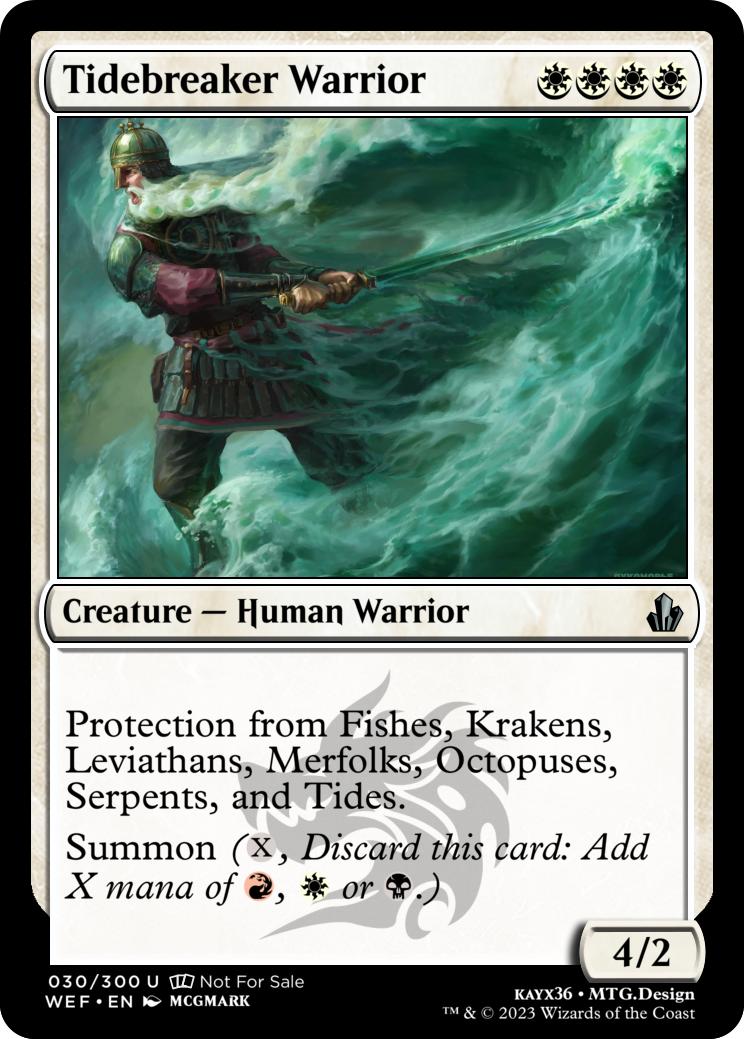 Tidebreaker Warrior
Creature — Human Warrior
Protection from Fishes, Krakens,
Leviathans, Merfolks, Octopuses,
Serpents, and Tides.
Summon (X, Discard this card: Add
X mana of , or .)
4/2
030/300 U Not For Sale
WEF • EN MCGMARK
KAYX36 • MTG.Design
™ & © 2023 Wizards of the Coast